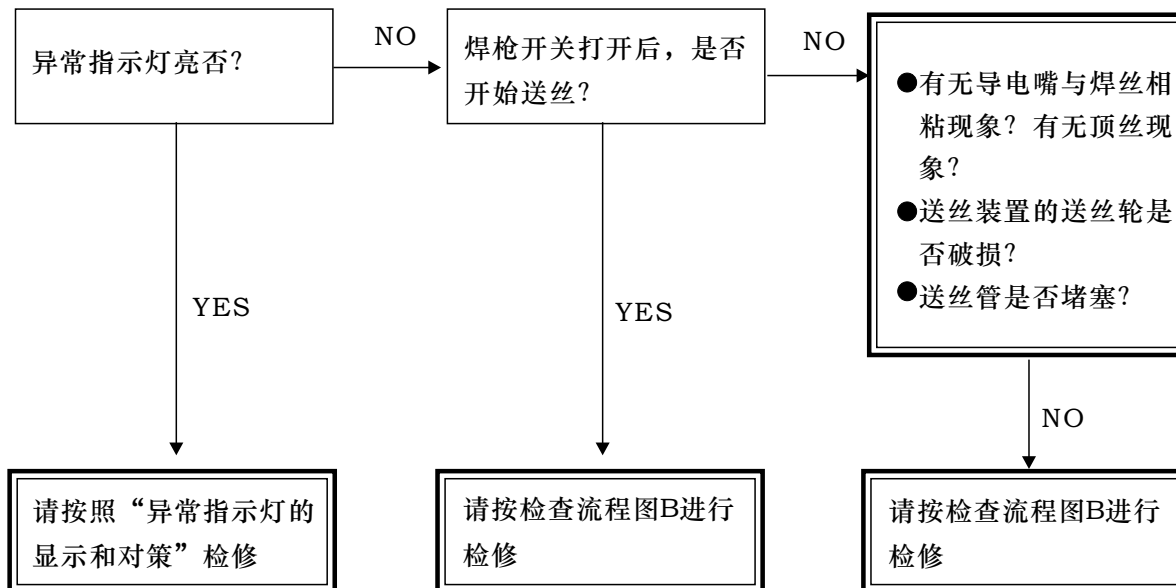 异常指示灯亮否？
NO
焊枪开关打开后，是否
开始送丝？
NO
●有无导电嘴与焊丝相
粘现象？有无顶丝现
象？
●送丝装置的送丝轮是
否破损？
●送丝管是否堵塞？
YES
YES
NO
请按照“异常指示灯的
显示和对策”检修
请按检查流程图B进行
检修
请按检查流程图B进行
检修